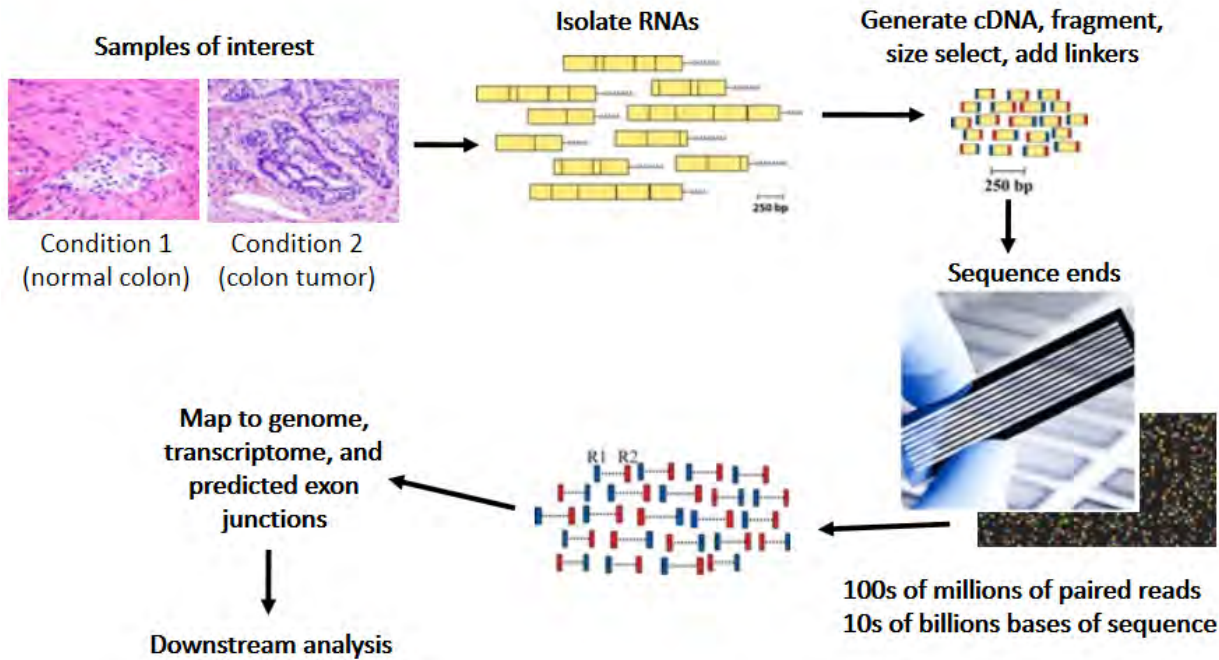 Samples of interest
Condition 1
(normal colon)
Condition 2
(colon tumor)
Isolate RNAs
250 bp
Generate cDNA, fragment,
size select, add linkers
250 bp
Sequence ends
100s of millions of paired reads
10s of billions bases of sequence
R1 R2
Map to genome,
transcriptome, and
predicted exon
junctions
Downstream analysis